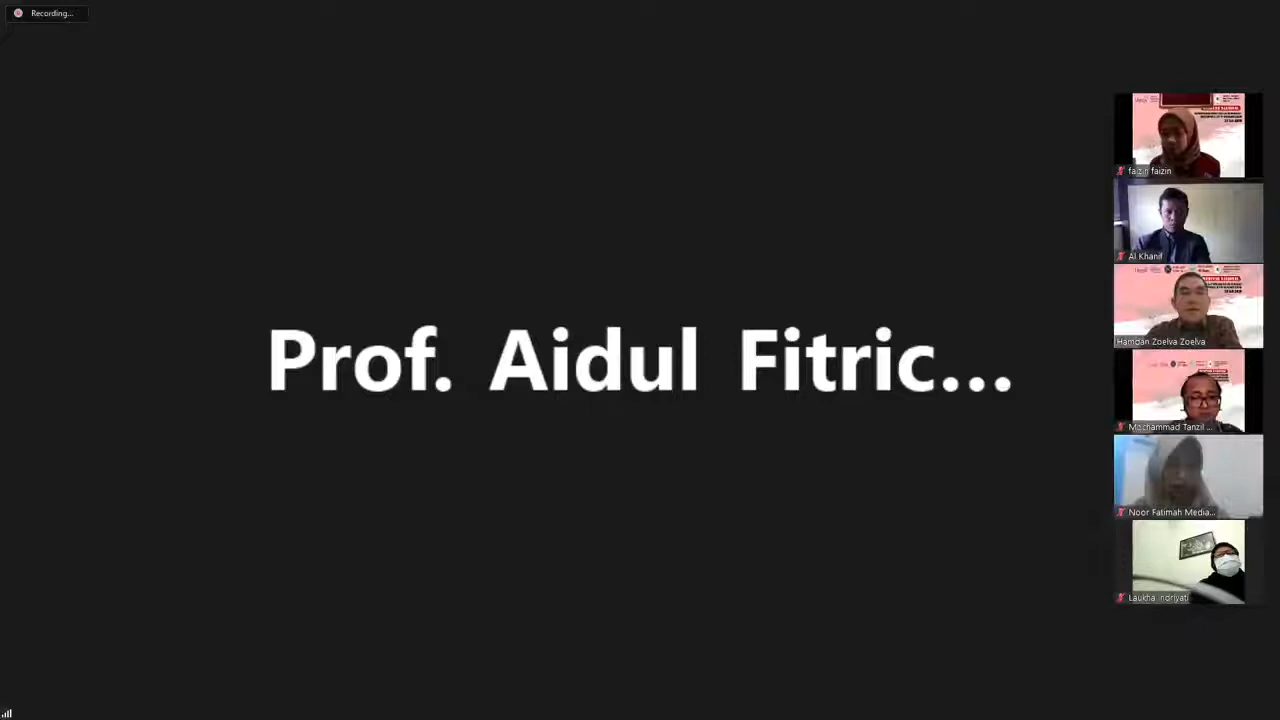 Recording...
Prof. Aidul Fitric...
faizin faizin
Al Khanif
Hamdan Zoelva Zoelva
Mochammad Tanzil ...
Noor Fatimah Media...
Laukha Indriyati